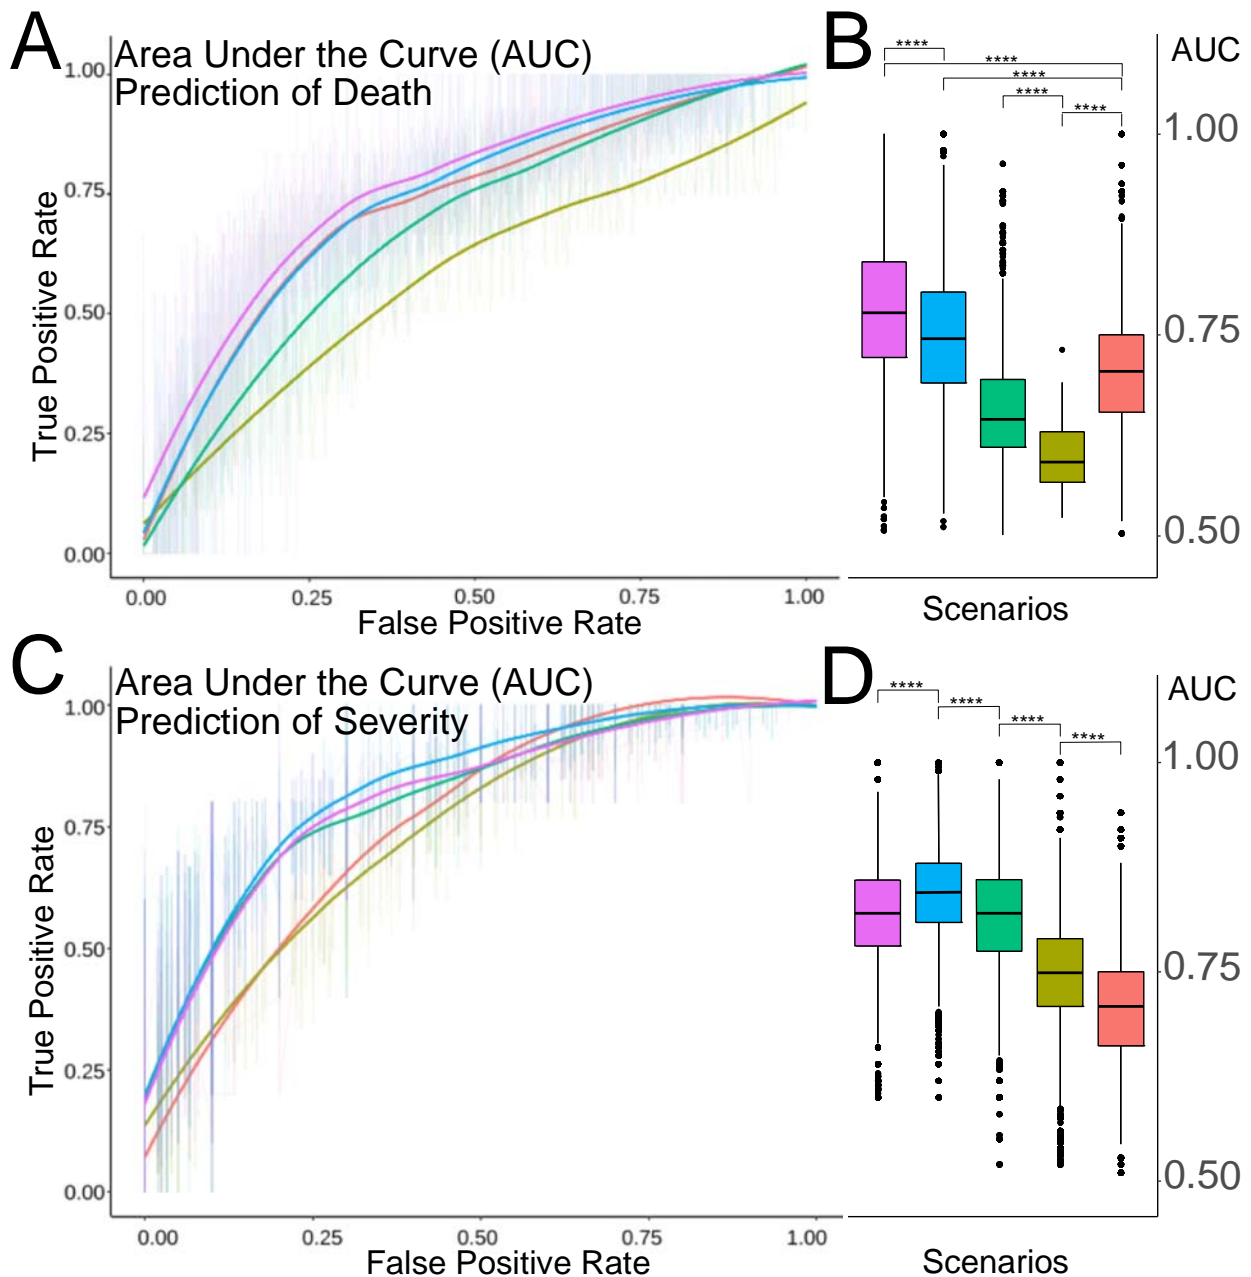 A
Area Under the Curve (AUC)
Prediction of Death
1.00
0.75
0.50
0.25
0.00
True Positive Rate
0.00 0.25 0.50 0.75 1.00
False Positive Rate
B
AUC
****
****
****
****
****
1.00
0.75
0.50
Scenarios
C
Area Under the Curve (AUC)
Prediction of Severity
1.00
0.75
0.50
0.25
0.00
True Positive Rate
0.00 0.25 0.50 0.75 1.00
False Positive Rate
D
AUC
****
****
****
****
1.00
0.75
0.50
Scenarios